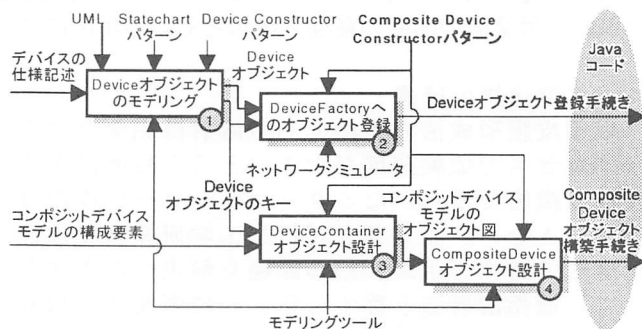 UML
Statechart
パターン
Device Constructor
パターン
Composite Device
Constructorパターン
Java
コード
デバイスの
仕様記述
Device
オブジェクト
Deviceオブジェクト
のモデリング
1
DeviceFactoryへ
のオブジェクト登録
2
Deviceオブジェクト登録手続き
ネットワークシミュレータ
Device
オブジェクトのキー
コンポジットデバイス
モデルの
オブジェクト図
コンポジットデバイス
モデルの構成要素
DeviceContainer
オブジェクト設計
3
CompositeDevice
オブジェクト設計
4
Composite
Device
オブジェクト
構築手続き
モデリングツール